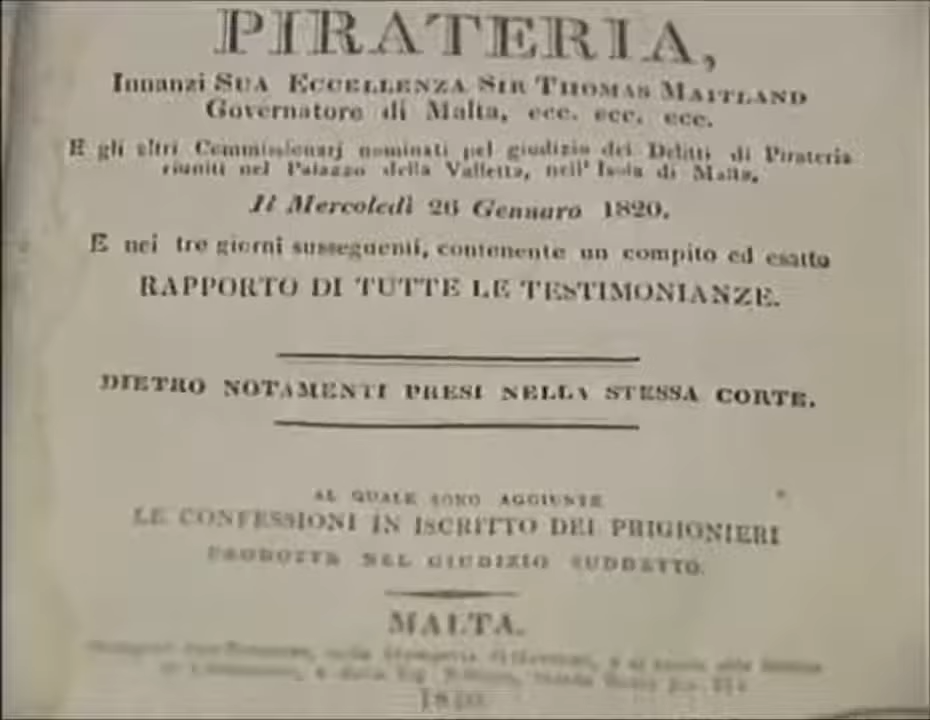 PIRATERIA,
Innanzi SUA ECCELLENZA SIR THOMAS MAITLAND
Governatore di Malta, ecc. ecc. ecc.
E gli altri Commissionarj nominati pel giudizio dei Delitti di Pirateria
riuniti nel Palazzo della Valletta, nell' Isola di Malta,
Il Mercoledì 26 Gennaro 1820.
E nei tre giorni susseguenti, contenente un compito ed esatto
RAPPORTO DI TUTTE LE TESTIMONIANZE.
DIETRO NOTAMENTI PRESI NELLA STESSA CORTE.
AL QUALE SONO AGGIUNTE
LE CONFESSIONI IN ISCRITTO DEI PRIGIONIERI
PRODOTTE NEL GIUDIZIO SUDDETTO.
MALTA.